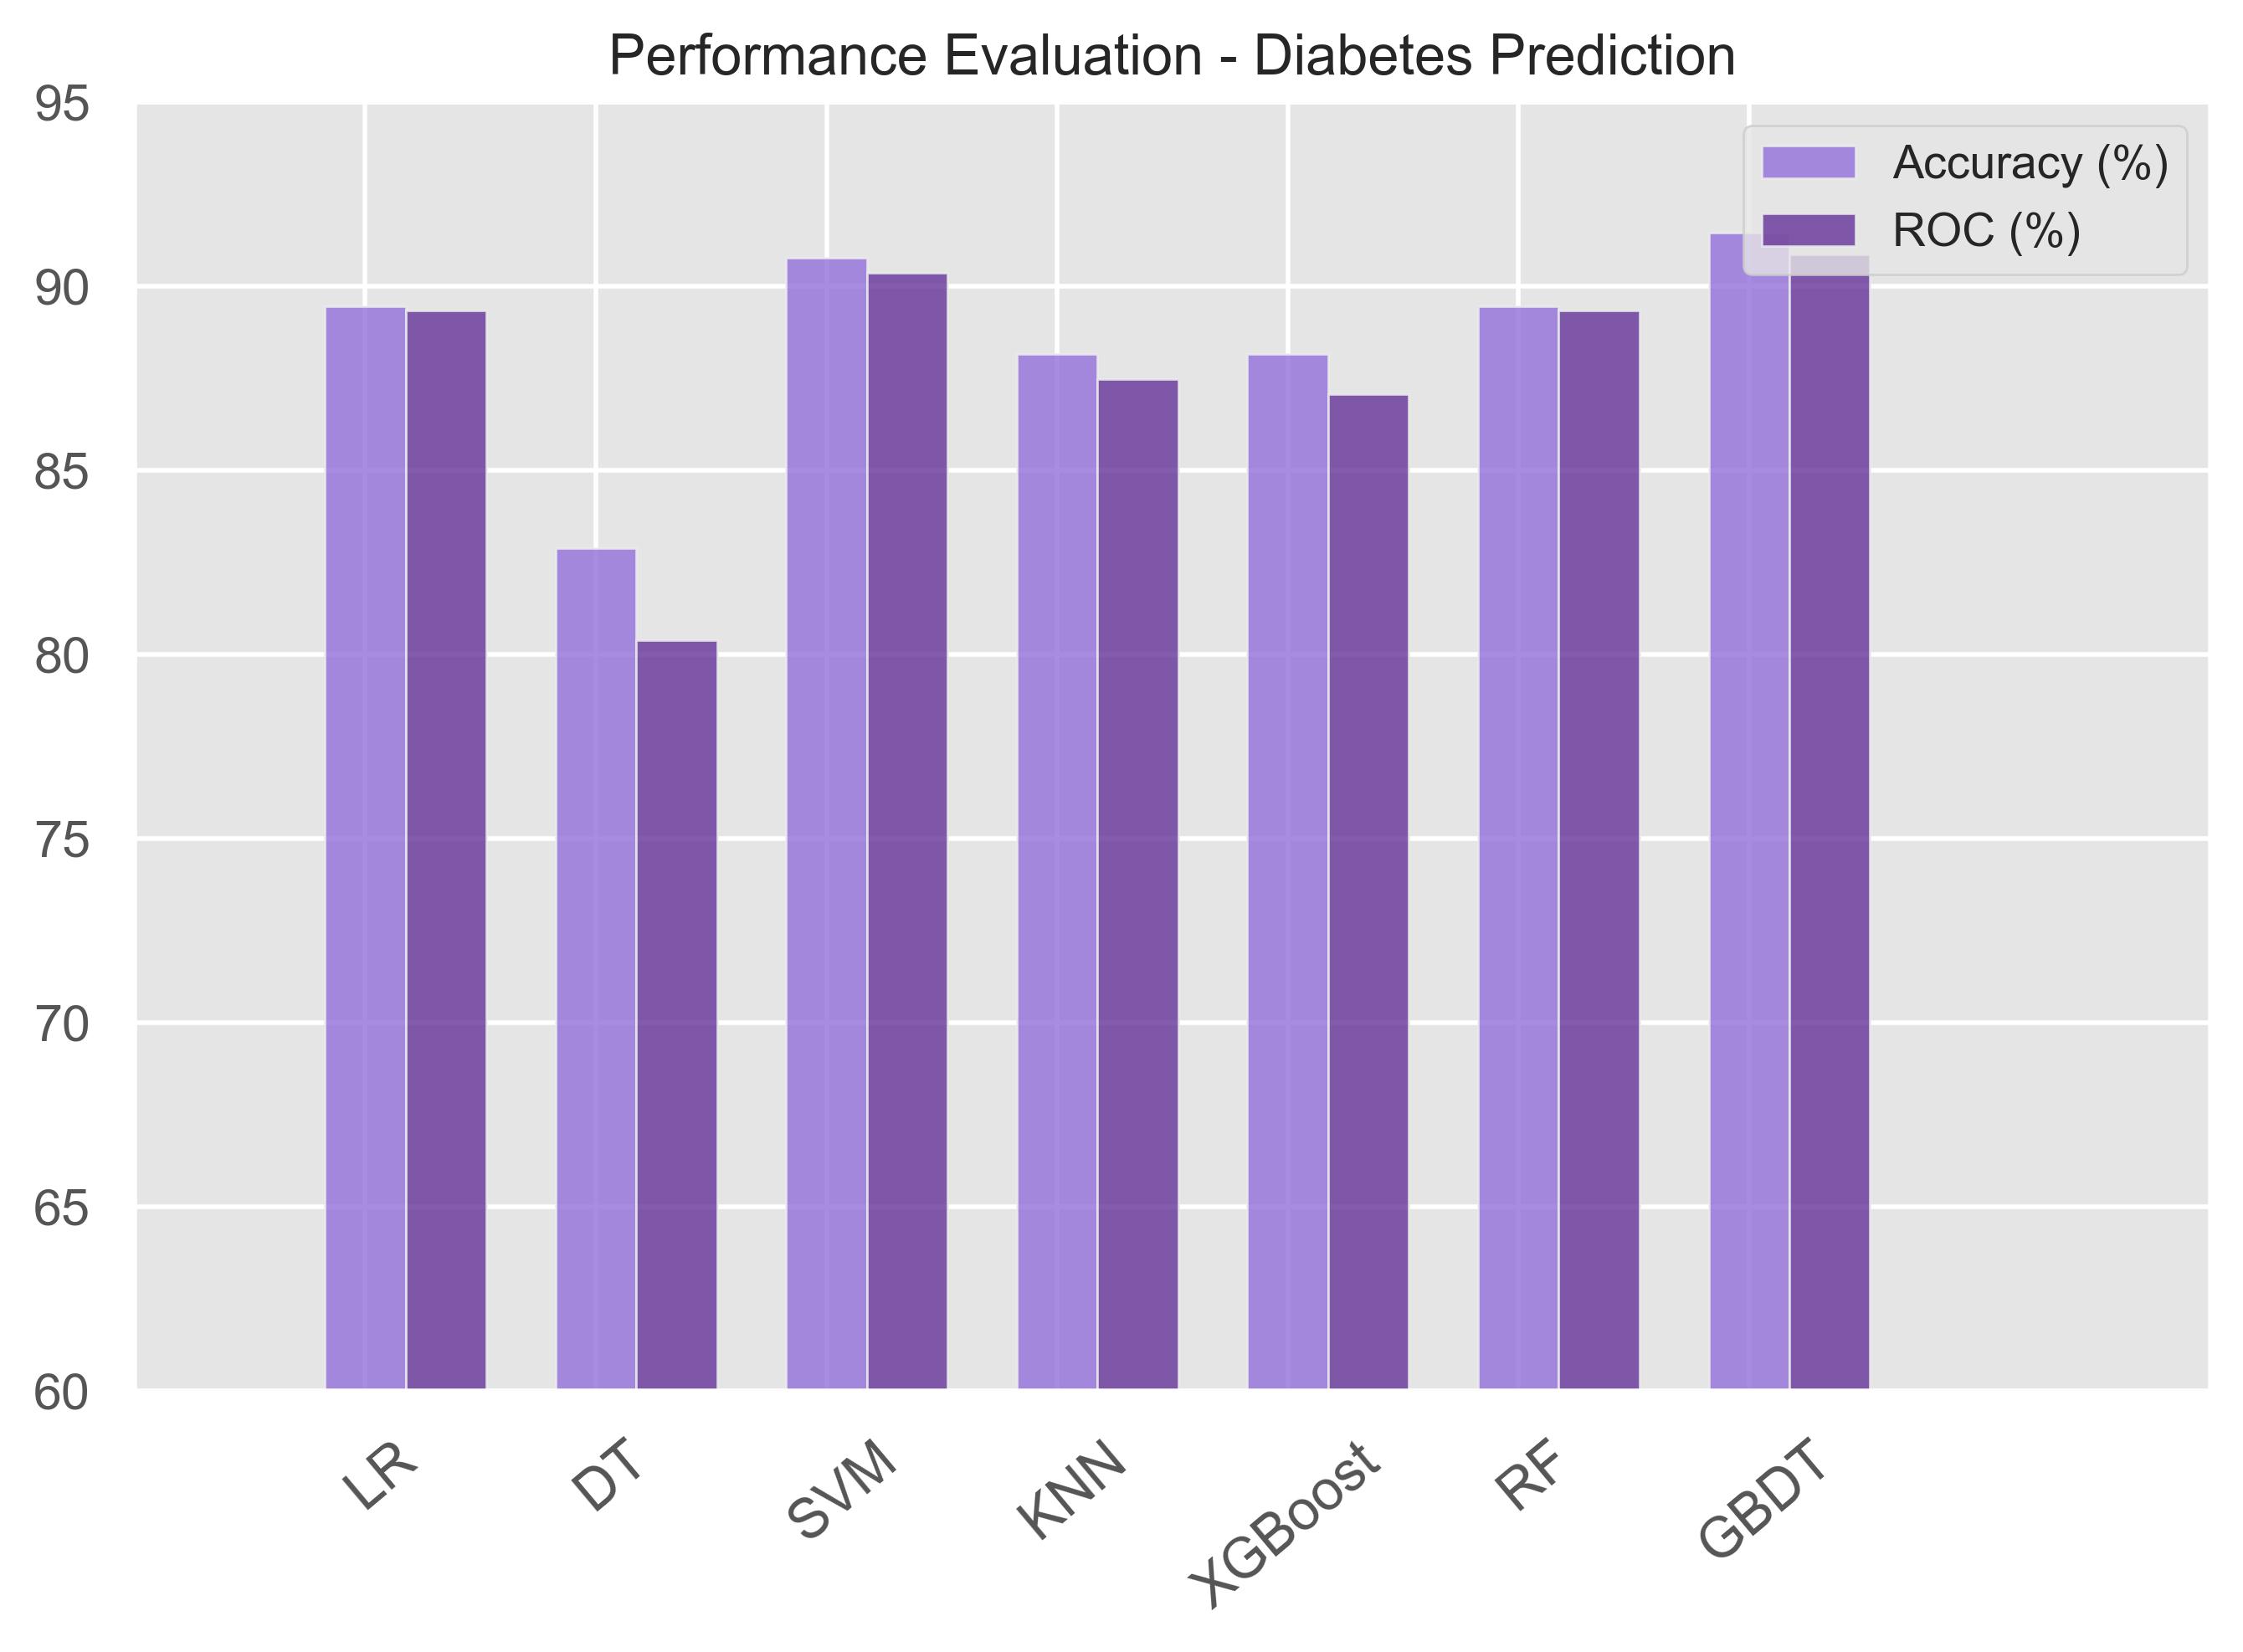 Performance Evaluation - Diabetes Prediction
95
90
85
80
75
70
65
60
Accuracy (%)
ROC (%)
LR
DT
SVM
KNN
XGBoost
RF
GBDT